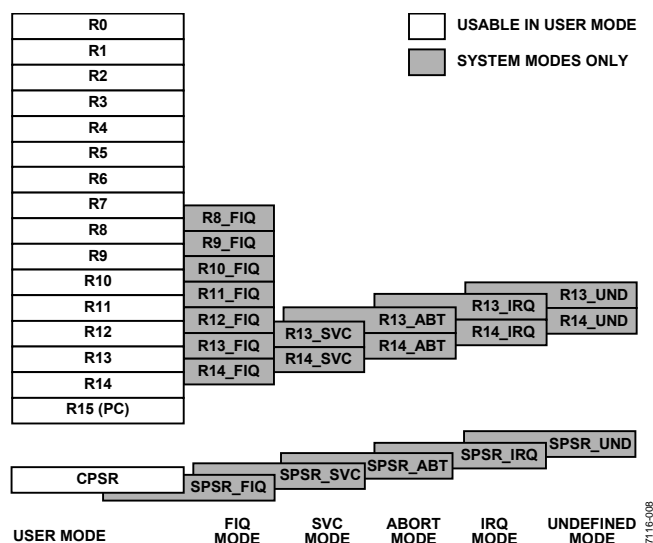 R0
R1
R2
R3
R4
R5
R6
R7
R8
R9
R10
R11
R12
R13
R14
R15 (PC)
USABLE IN USER MODE
SYSTEM MODES ONLY
R8_FIQ
R9_FIQ
R10_FIQ
R11_FIQ
R12_FIQ
R13_FIQ
R14_FIQ
R13_SVC
R14_SVC
R13_ABT
R14_ABT
R13_IRQ
R14_IRQ
R13_UND
R14_UND
CPSR
SPSR_FIQ
SPSR_SVC
SPSR_ABT
SPSR_IRQ
SPSR_UND
USER MODE
FIQ
MODE
SVC
MODE
ABORT
MODE
IRQ
MODE
UNDEFINED
MODE
7116-008